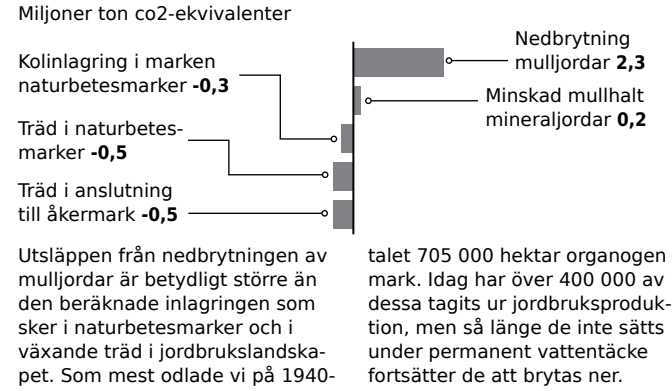 Miljoner ton co2-ekvivalenter
Nedbrytning
mulljordar 2,3
Minskad mullhalt
mineraljordar 0,2
Kolinlagring i marken
naturbetesmarker -0,3
Träd i naturbetes-
marker -0,5
Träd i anslutning
till åkermark -0,5
Utsläppen från nedbrytningen av
mulljordar är betydligt större än
den beräknade inlagringen som
sker i naturbetesmarker och i
växande träd i jordbrukslandska-
pet. Som mest odlade vi på 1940-
talet 705 000 hektar organogen
mark. Idag har över 400 000 av
dessa tagits ur jordbruksproduk-
tion, men så länge de inte sätts
under permanent vattentäcke
fortsätter de att brytas ner.